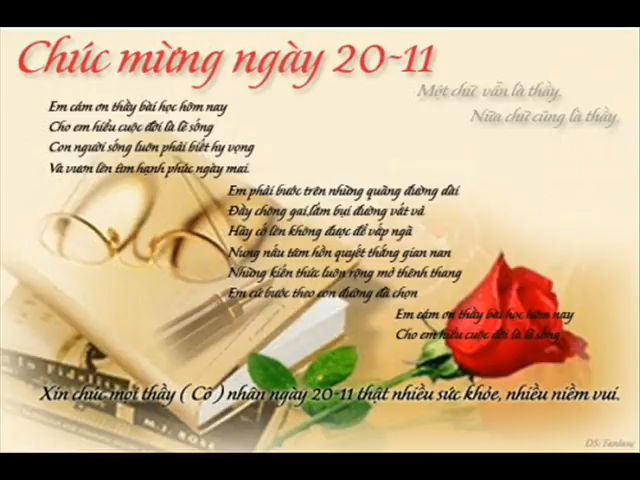 Chúc mừng ngày 20-11
Một chữ vẫn là thầy.
Nửa chữ cũng là thầy.
Em cám ơn thầy bài học hôm nay
Cho em hiểu cuộc đời là lẽ sống
Con người sống luôn phải biết hy vọng
Và vươn lên tìm hạnh phúc ngày mai.
Em phải bước trên những quãng đường dài
Đầy chông gai,lấm bụi đường vất vả
Hãy cố lên không được để vấp ngã
Nung nấu tâm hồn quyết thắng gian nan
Những kiến thức luôn rộng mở thênh thang
Em cứ bước theo con đường đã chọn
Em cám ơn thầy bài học hôm nay
Cho em hiểu cuộc đời là lẽ sống
Xin chúc mọi thầy ( Cô ) nhân ngày 20-11 thật nhiều sức khỏe, nhiều niềm vui.
M.J. ROSE
DS: Fantasy